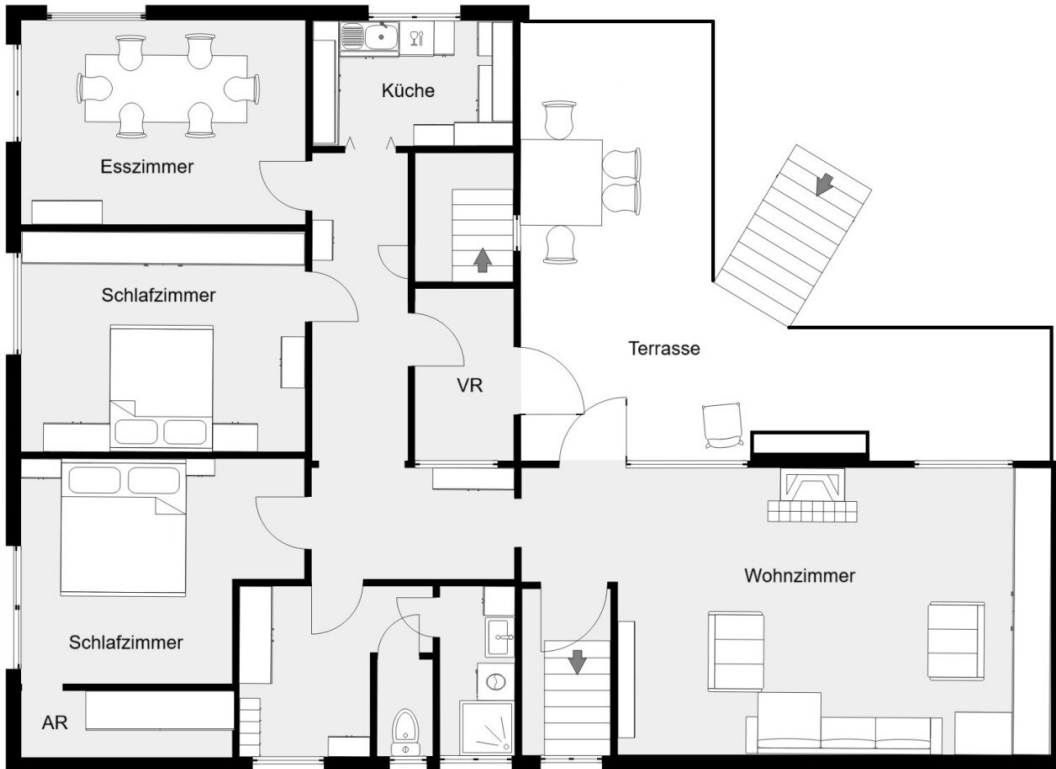 Küche
Esszimmer
Schlafzimmer
Terrasse
VR
Wohnzimmer
Schlafzimmer
AR